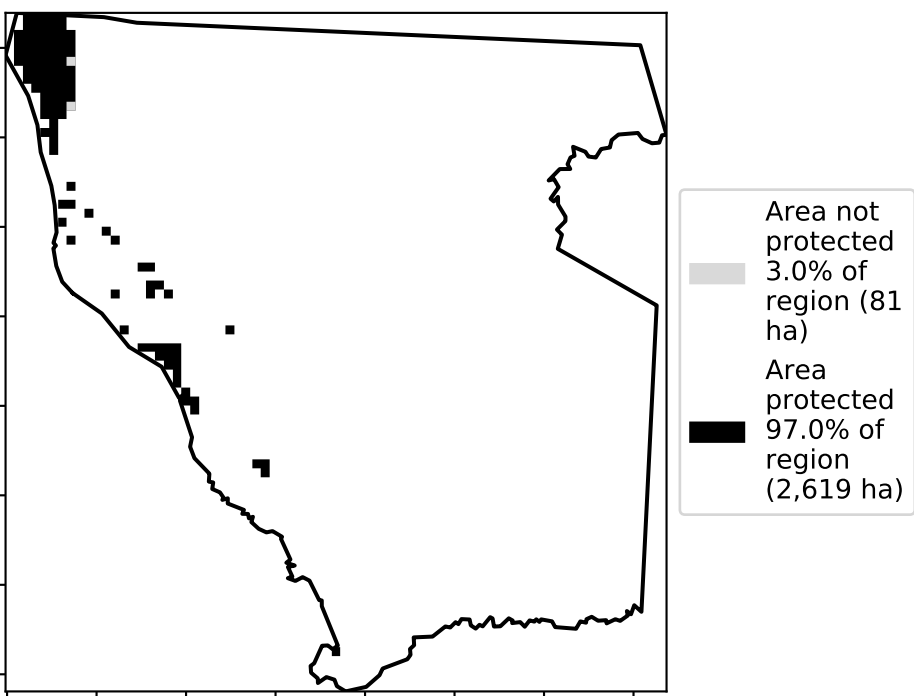 Area not
protected
3.0% of
region (81
ha)
Area
protected
97.0% of
region
(2,619 ha)